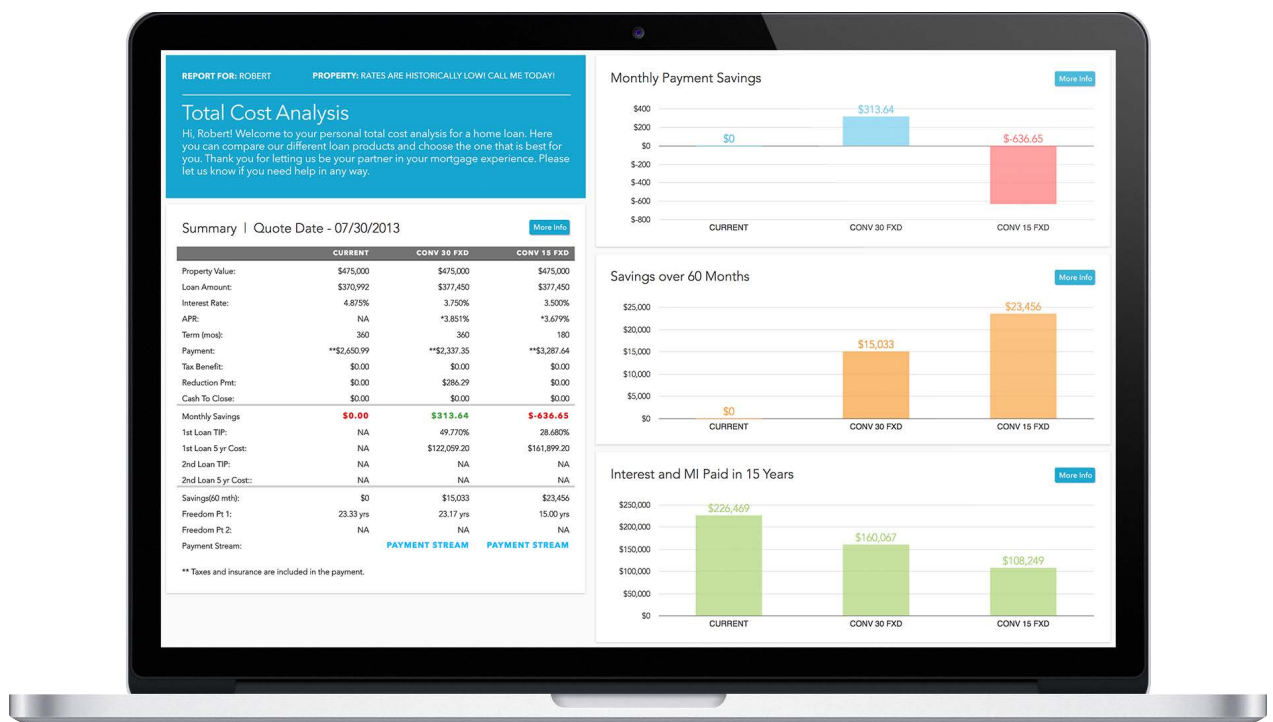 REPORT FOR: ROBERT PROPERTY: RATES ARE HISTORICALLY LOW! CALL ME TODAY!
Total Cost Analysis
Hi, Robert! Welcome to your personal total cost analysis for a home loan. Here
you can compare our different loan products and choose the one that is best for
you. Thank you for letting us be your partner in your mortgage experience. Please
let us know if you need help in any way.
Summary | Quote Date - 07/30/2013 More Info
CURRENT CONV 30 FXD CONV 15 FXD
Property Value: $475,000 $475,000 $475,000
Loan Amount: $370,992 $377,450 $377,450
Interest Rate: 4.875% 3.750% 3.500%
APR: NA *3.851% *3.679%
Term (mos): 360 360 180
Payment: **$2,650.99 **$2,337.35 **$3,287.64
Tax Benefit: $0.00 $0.00 $0.00
Reduction Pmt: $0.00 $286.29 $0.00
Cash To Close: $0.00 $0.00 $0.00
Monthly Savings $0.00 $313.64 $-636.65
1st Loan TIP: NA 49.770% 28.680%
1st Loan 5 yr Cost: NA $122,059.20 $161,899.20
2nd Loan TIP: NA NA NA
2nd Loan 5 yr Cost:: NA NA NA
Savings(60 mth): $0 $15,033 $23,456
Freedom Pt 1: 23.33 yrs 23.17 yrs 15.00 yrs
Freedom Pt 2: NA NA NA
Payment Stream: PAYMENT STREAM PAYMENT STREAM
** Taxes and insurance are included in the payment.
Monthly Payment Savings More Info
$400
$313.64
$200
$0 $-636.65
$0
$-200
$-400
$-600
$-800
CURRENT CONV 30 FXD CONV 15 FXD
Savings over 60 Months More Info
$25,000 $23,456
$20,000
$15,033
$15,000
$10,000
$5,000
$0
$0
CURRENT CONV 30 FXD CONV 15 FXD
Interest and MI Paid in 15 Years More Info
$250,000
$226,469
$200,000
$160,067
$150,000
$108,249
$100,000
$50,000
$0
CURRENT CONV 30 FXD CONV 15 FXD